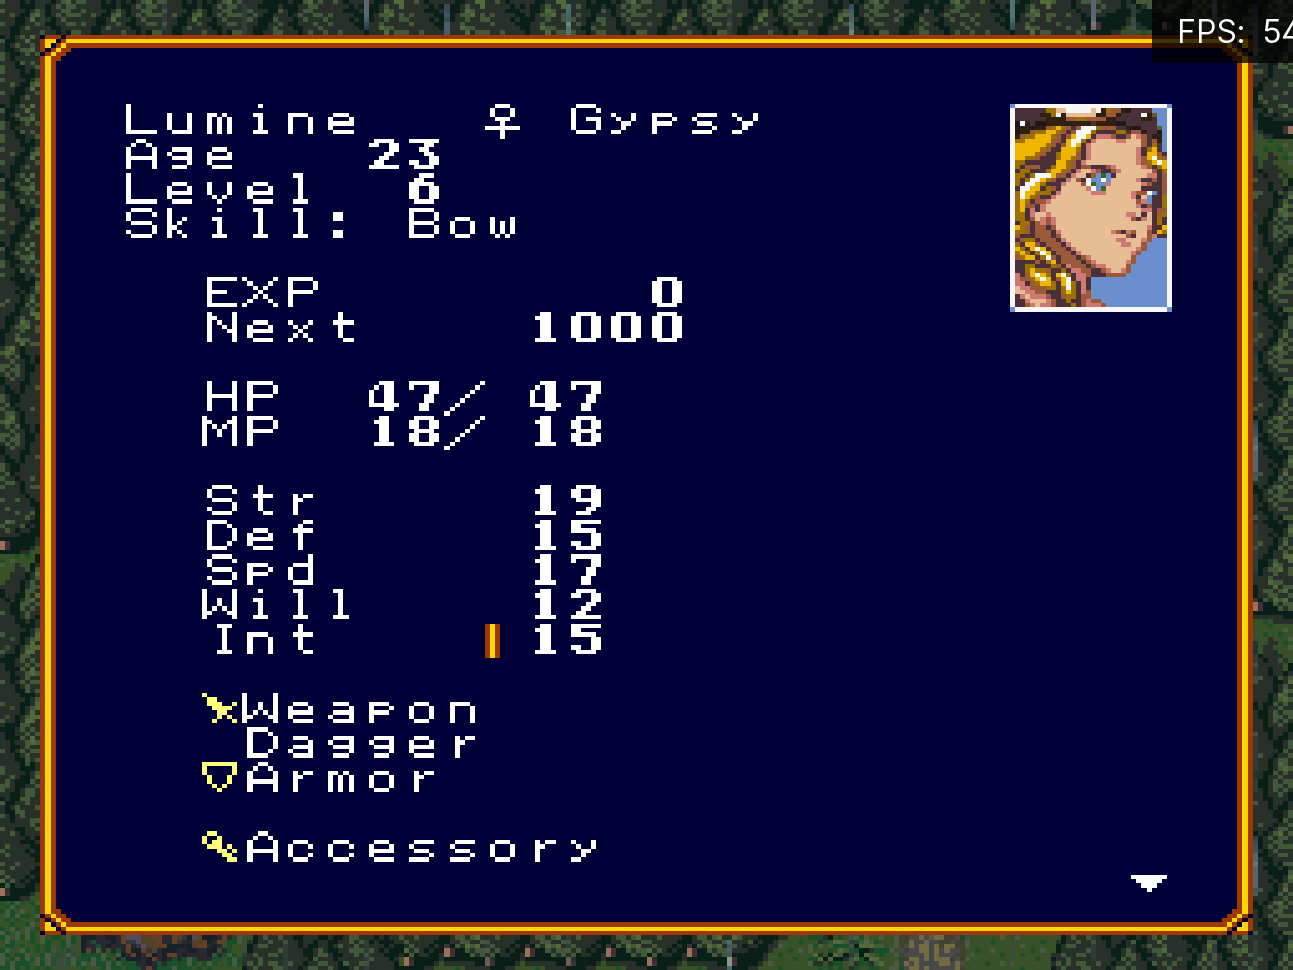 FPS: 54
Lumine ♀ Gypsy
Age 23
Level 6
Skill: Bow
EXP 0
Next 1000
HP 47/ 47
MP 18/ 18
Str 19
Def 15
Spd 17
Will 12
Int 15
Weapon
Dagger
Armor
Accessory